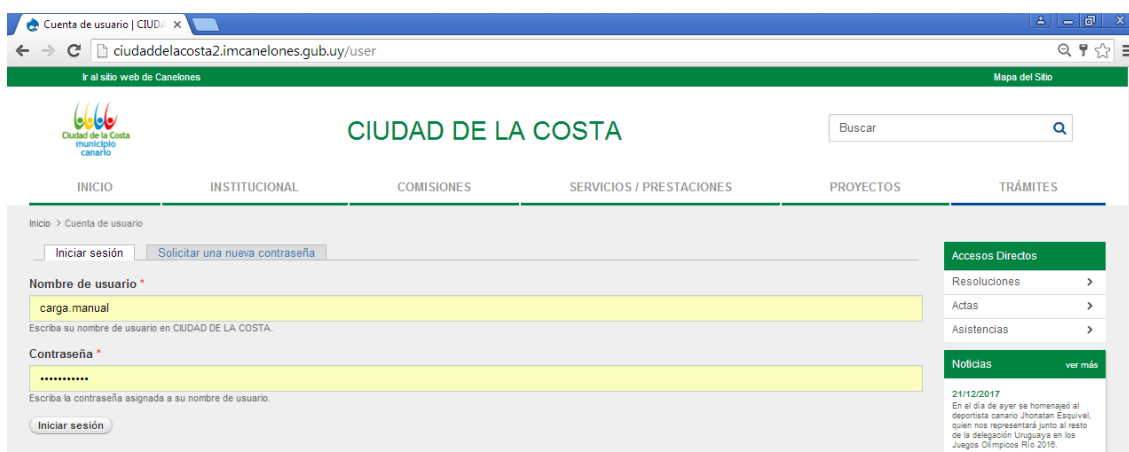 Cuenta de usuario | CIUDA
ciudaddelacosta2.imcanelones.gub.uy/user
Ir al sitio web de Canelones
Mapa del Sitio
Ciudad de la Costa
municipio
canario
CIUDAD DE LA COSTA
Buscar
INICIO INSTITUCIONAL COMISIONES SERVICIOS / PRESTACIONES PROYECTOS TRÁMITES
Inicio > Cuenta de usuario
Iniciar sesión Solicitar una nueva contraseña
Nombre de usuario *
carga.manual
Escriba su nombre de usuario en CIUDAD DE LA COSTA.
Contraseña *
•••••••••••
Escriba la contraseña asignada a su nombre de usuario.
Iniciar sesión
Accesos Directos
Resoluciones >
Actas >
Asistencias >
Noticias ver más
21/12/2017
En el día de ayer se homenajeó al
deportista canario Jhonatan Esquivel,
quien nos representará junto al resto
de la delegación Uruguaya en los
Juegos Olímpicos Río 2016.